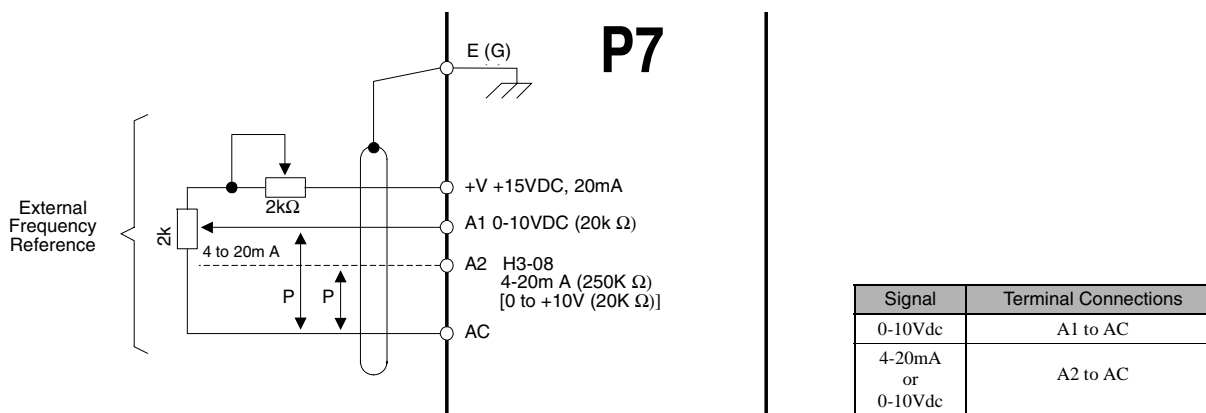 P7
E (G)
+V +15VDC, 20mA
2kΩ
External
Frequency
Reference
2k
A1 0-10VDC (20k Ω)
4 to 20m A
A2 H3-08
4-20m A (250K Ω)
[0 to +10V (20K Ω)]
P P
AC
Signal Terminal Connections
0-10Vdc A1 to AC
4-20mA
or
0-10Vdc
A2 to AC